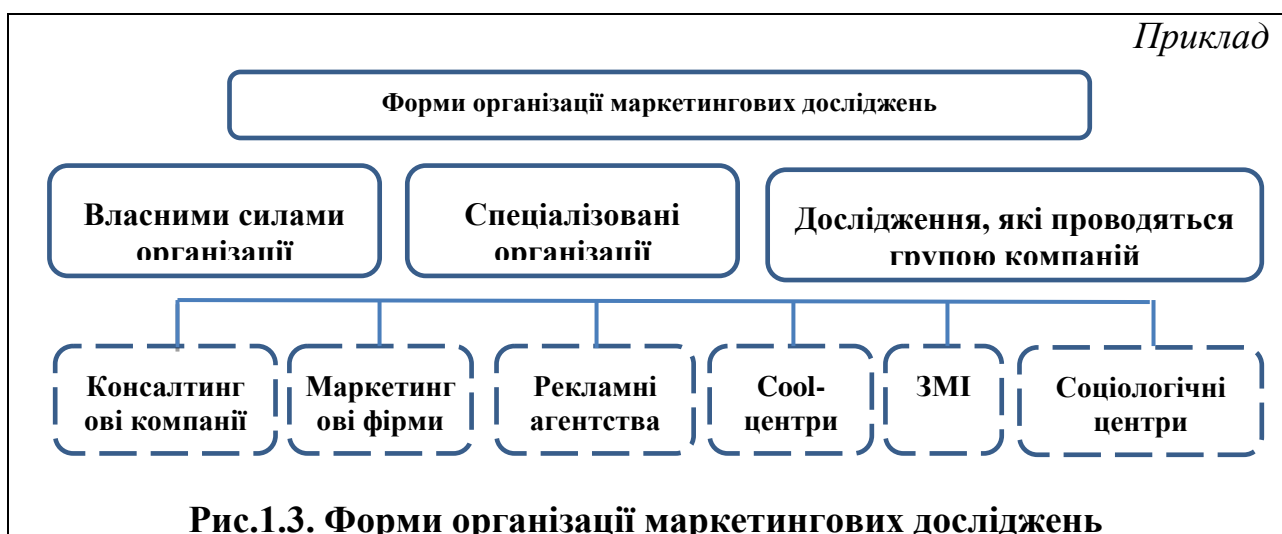 Приклад
Форми організації маркетингових досліджень
Власними силами
організації
Спеціалізовані
організації
Дослідження, які проводяться
групою компаній
Консалтинг
ові компанії
Маркетинг
ові фірми
Рекламні
агентства
Cool-
центри
ЗМІ
Соціологічні
центри
Рис.1.3. Форми організації маркетингових досліджень